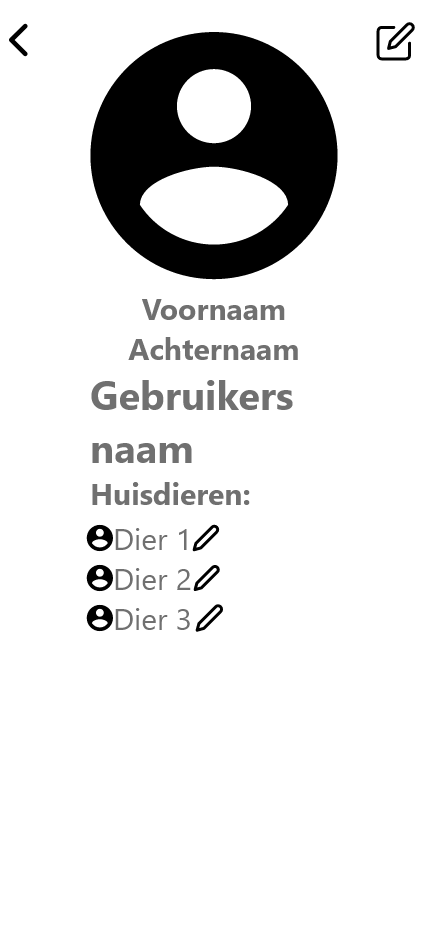 Voornaam
Achternaam
Gebruikers
naam
Huisdieren:
Dier 1
Dier 2
Dier 3